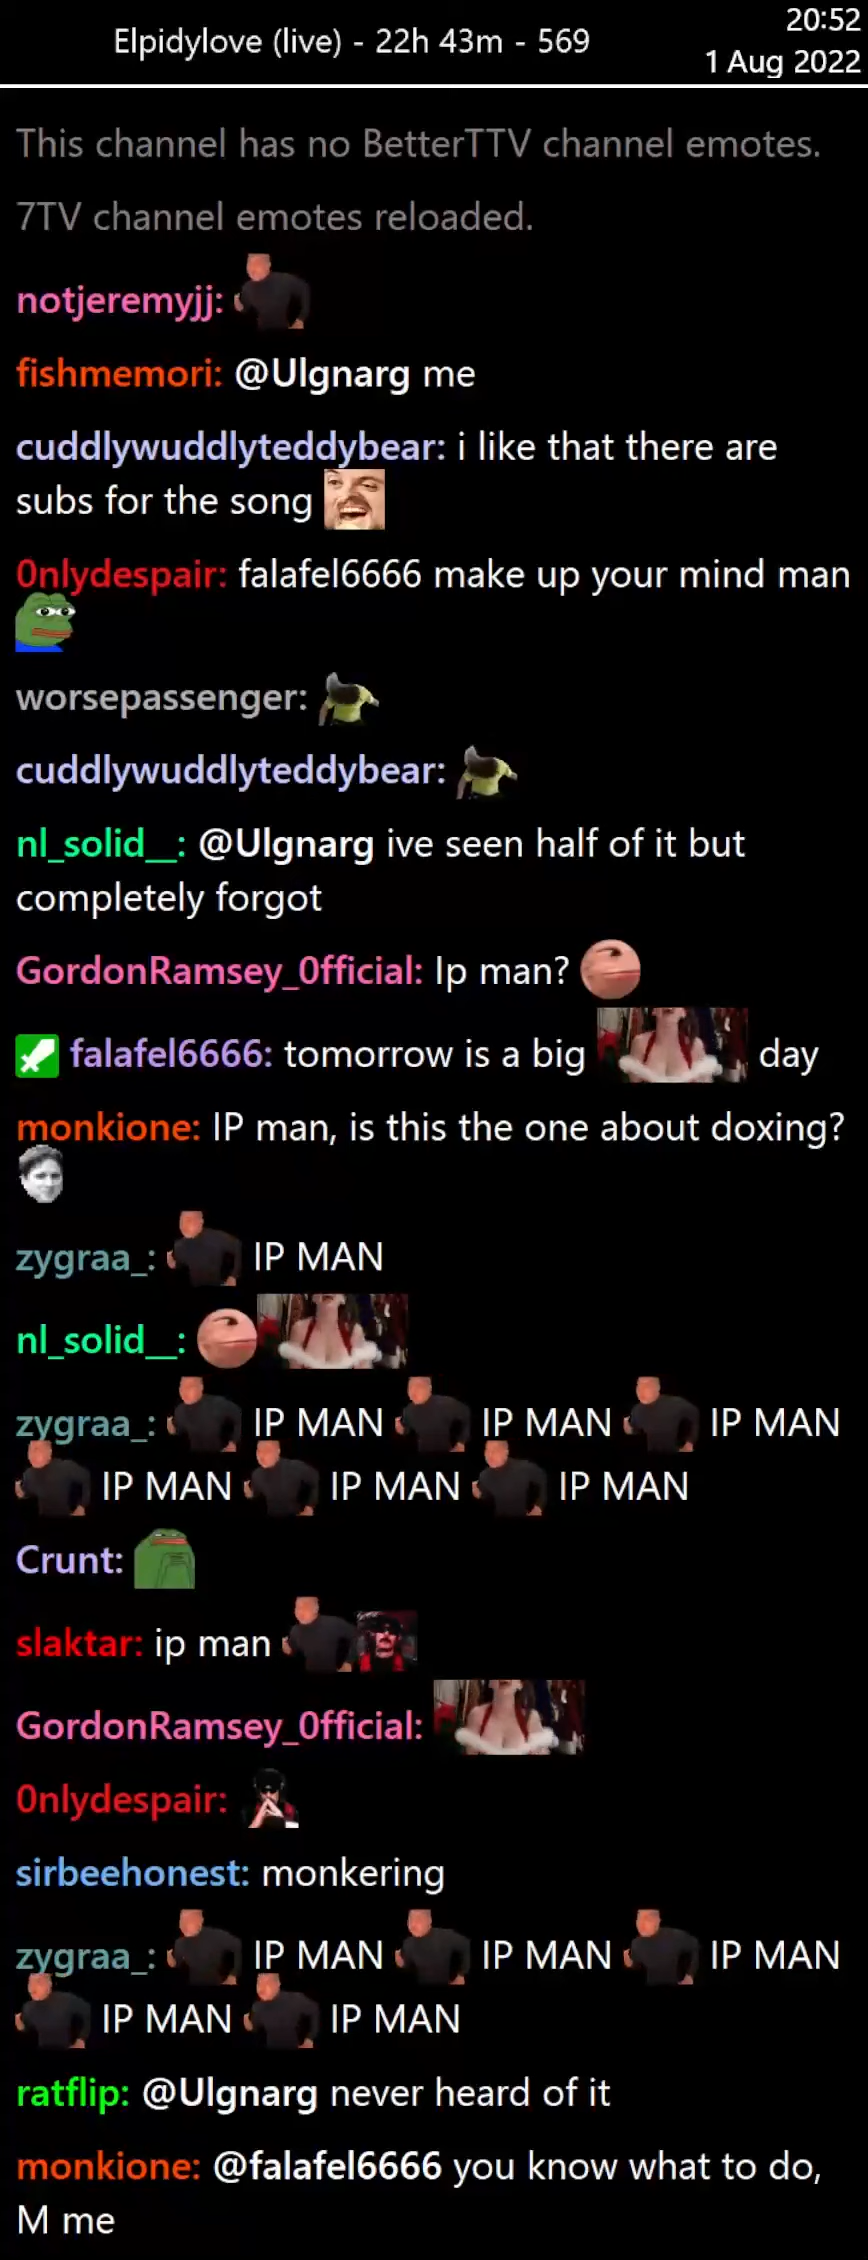 Elpidylove (live) - 22h 43m - 569
20:52
1 Aug 2022
This channel has no BetterTTV channel emotes.
7TV channel emotes reloaded.
notjeremyjj:
fishmemori: @Ulgnarg me
cuddlywuddlyteddybear: i like that there are
subs for the song
0nlydespair: falafel6666 make up your mind man
worsepassenger:
cuddlywuddlyteddybear:
nl_solid__: @Ulgnarg ive seen half of it but
completely forgot
GordonRamsey_0fficial: Ip man?
falafel6666: tomorrow is a big day
monkione: IP man, is this the one about doxing?
zygraa_: IP MAN
nl_solid__:
zygraa_: IP MAN IP MAN IP MAN
IP MAN IP MAN IP MAN
Crunt:
slaktar: ip man
GordonRamsey_0fficial:
0nlydespair:
sirbeehonest: monkering
zygraa_: IP MAN IP MAN IP MAN
IP MAN IP MAN
ratflip: @Ulgnarg never heard of it
monkione: @falafel6666 you know what to do,
M me